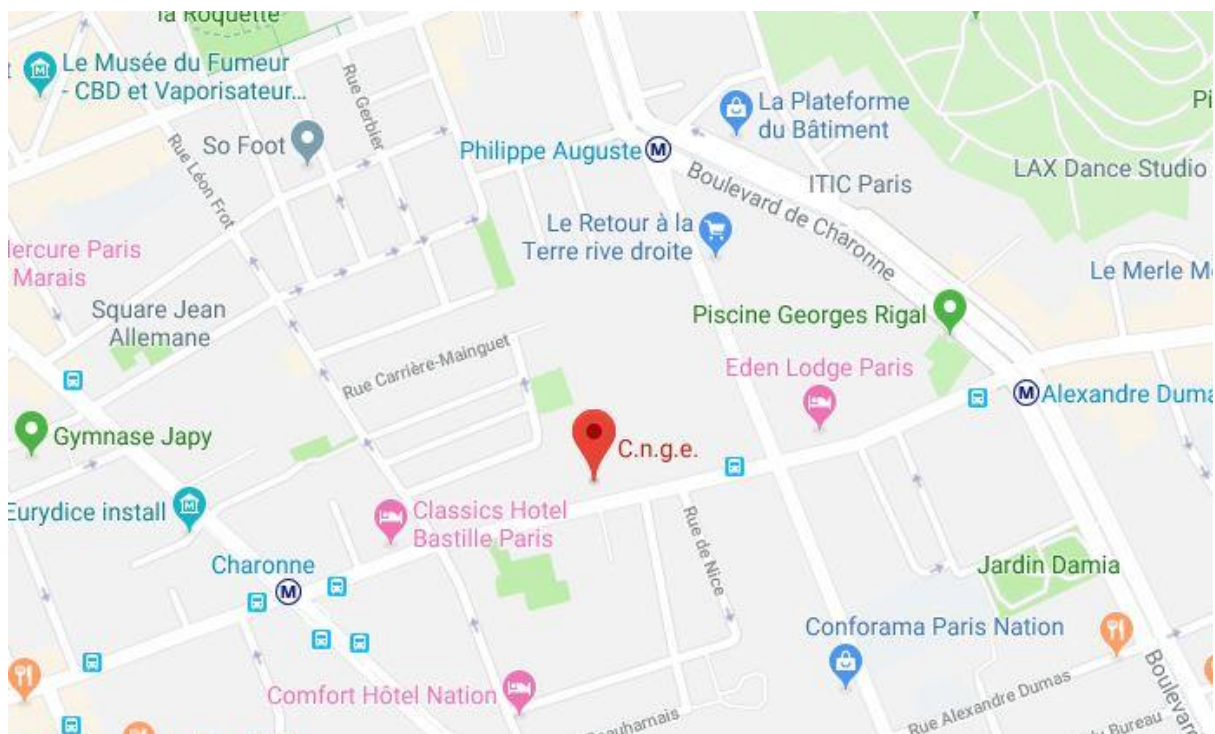 la Roquette
Le Musée du Fumeur
- CBD et Vaporisateur...
Rue Gerbier
So Foot
Rue Léon Frot
Philippe Auguste
M
La Plateforme
du Bâtiment
Pi
LAX Dance Studio
ITIC Paris
Boulevard de Charonne
Le Retour à la
Terre rive droite
Mercure Paris
Marais
Le Merle M
Square Jean
Allemane
Piscine Georges Rigal
Rue Carrière-Mainguet
Eden Lodge Paris
M
Alexandre Duma
Gymnase Japy
C.n.g.e.
Eurydice install
Classics Hotel
Bastille Paris
Rue de Nice
Charonne
M
Jardin Damia
Conforama Paris Nation
Comfort Hôtel Nation
Rue Alexandre Dumas
Boulevard
Beauharnais
Bureau